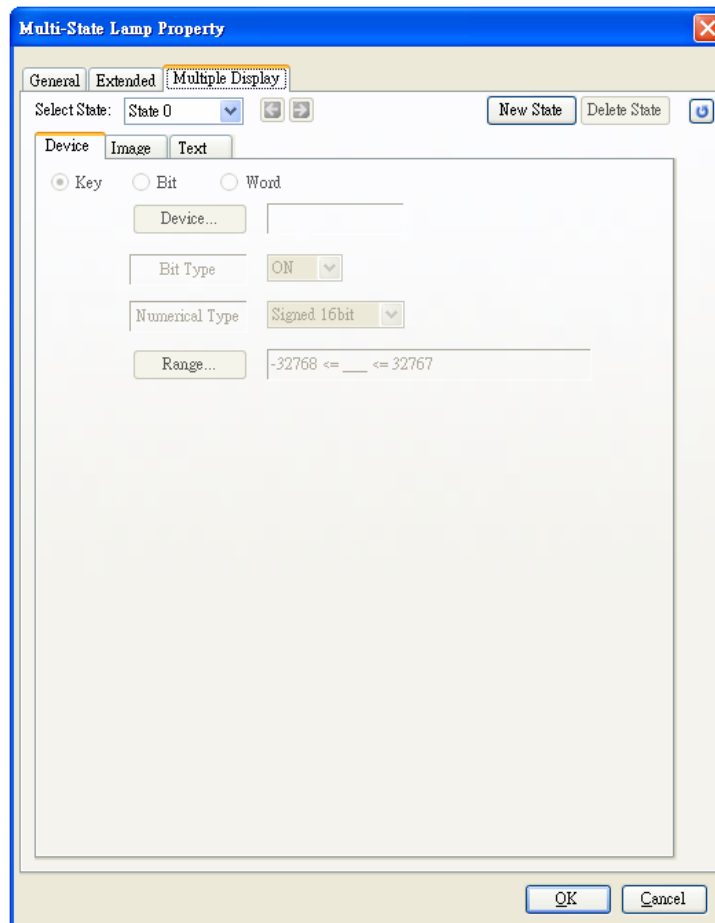 Multi-State Lamp Property
General Extended Multiple Display
Select State: State 0 New State Delete State
Device Image Text
Key Bit Word
Device...
Bit Type ON
Numerical Type Signed 16bit
Range... -32768 <= ___ <= 32767
OK Cancel